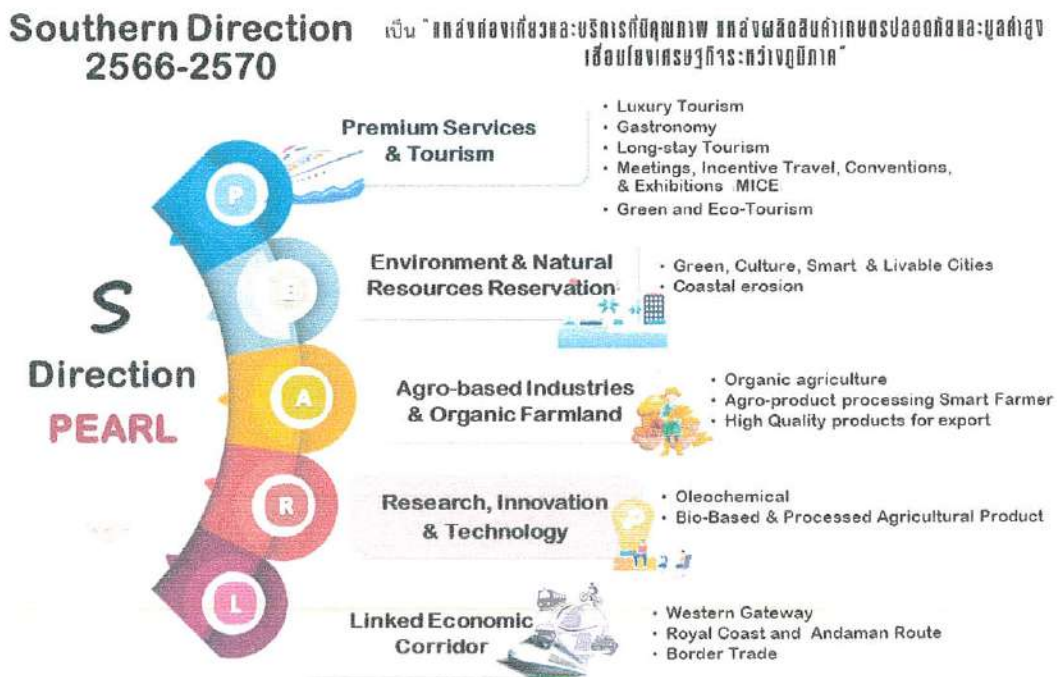 Southern Direction
2566-2570
เป็น "แหล่งท่องเที่ยวและบริการที่มีคุณภาพ แหล่งผลิตสินค้าเกษตรปลอดภัยและมูลค่าสูง
เชื่อมโยงเศรษฐกิจระหว่างภูมิภาค"
Premium Services
& Tourism
• Luxury Tourism
• Gastronomy
• Long-stay Tourism
• Meetings, Incentive Travel, Conventions,
& Exhibitions MICE
• Green and Eco-Tourism
P
Environment & Natural
Resources Reservation
• Green, Culture, Smart & Livable Cities
• Coastal erosion
E
S
Direction
PEARL
Agro-based Industries
& Organic Farmland
• Organic agriculture
• Agro-product processing Smart Farmer
• High Quality products for export
A
Research, Innovation
& Technology
• Oleochemical
• Bio-Based & Processed Agricultural Product
R
Linked Economic
Corridor
• Western Gateway
• Royal Coast and Andaman Route
• Border Trade
L